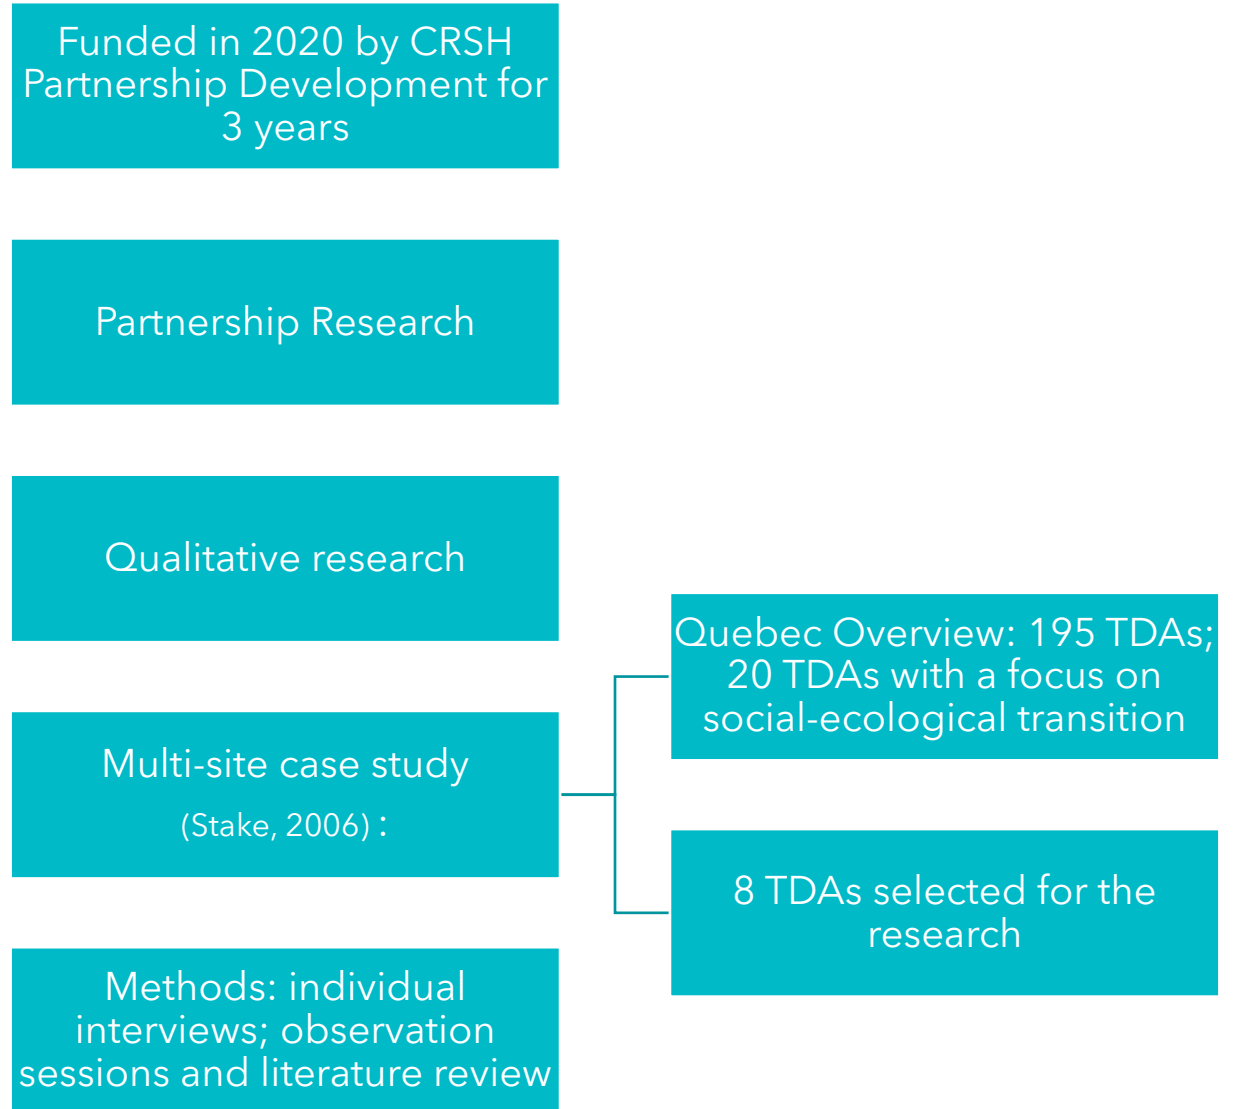 Funded in 2020 by CRSH
Partnership Development for
3 years
Partnership Research
Qualitative research
Multi-site case study
(Stake, 2006) :
Quebec Overview: 195 TDAs;
20 TDAs with a focus on
social-ecological transition
8 TDAs selected for the
research
Methods: individual
interviews; observation
sessions and literature review